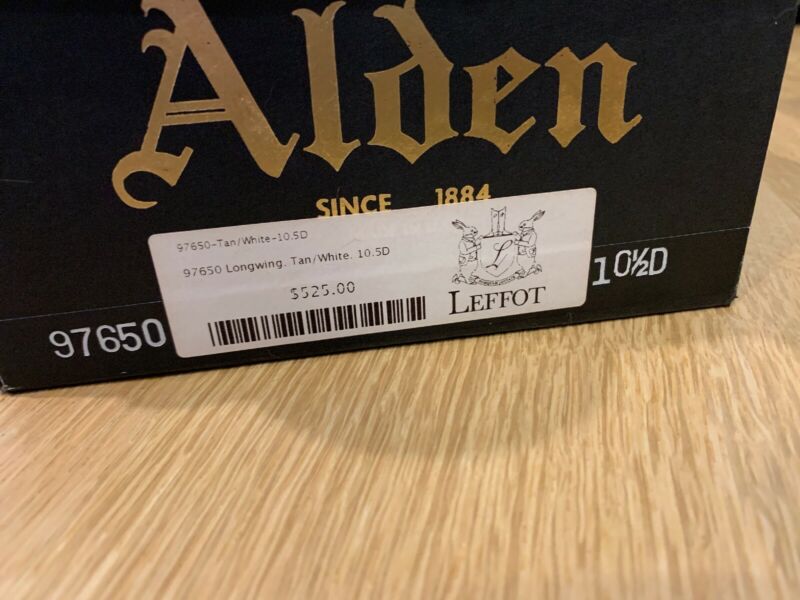 Alden
SINCE 1884
97650-Tan/White-10.5D
97650 Longwing. Tan/White. 10.5D
$525.00
L
LEFFOT
97650
10½D